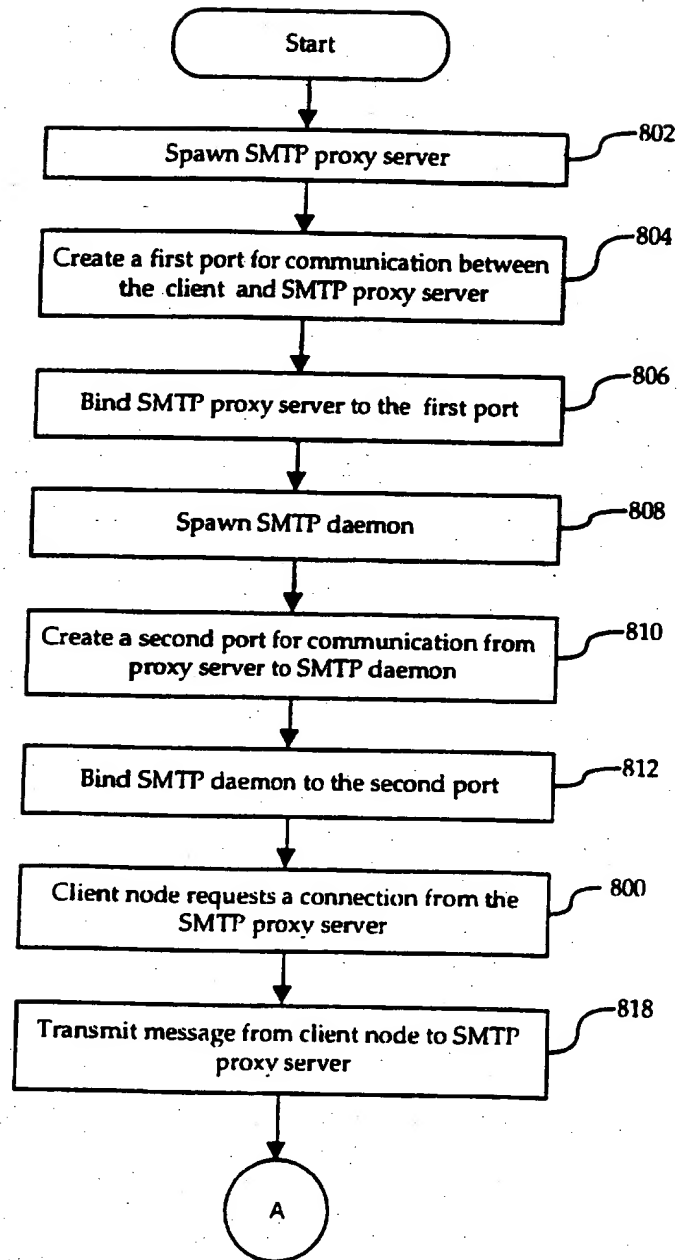 Start
Spawn SMTP proxy server
802
Create a first port for communication between
the client and SMTP proxy server
804
Bind SMTP proxy server to the first port
806
Spawn SMTP daemon
808
Create a second port for communication from
proxy server to SMTP daemon
810
Bind SMTP daemon to the second port
812
Client node requests a connection from the
SMTP proxy server
800
Transmit message from client node to SMTP
proxy server
818
A